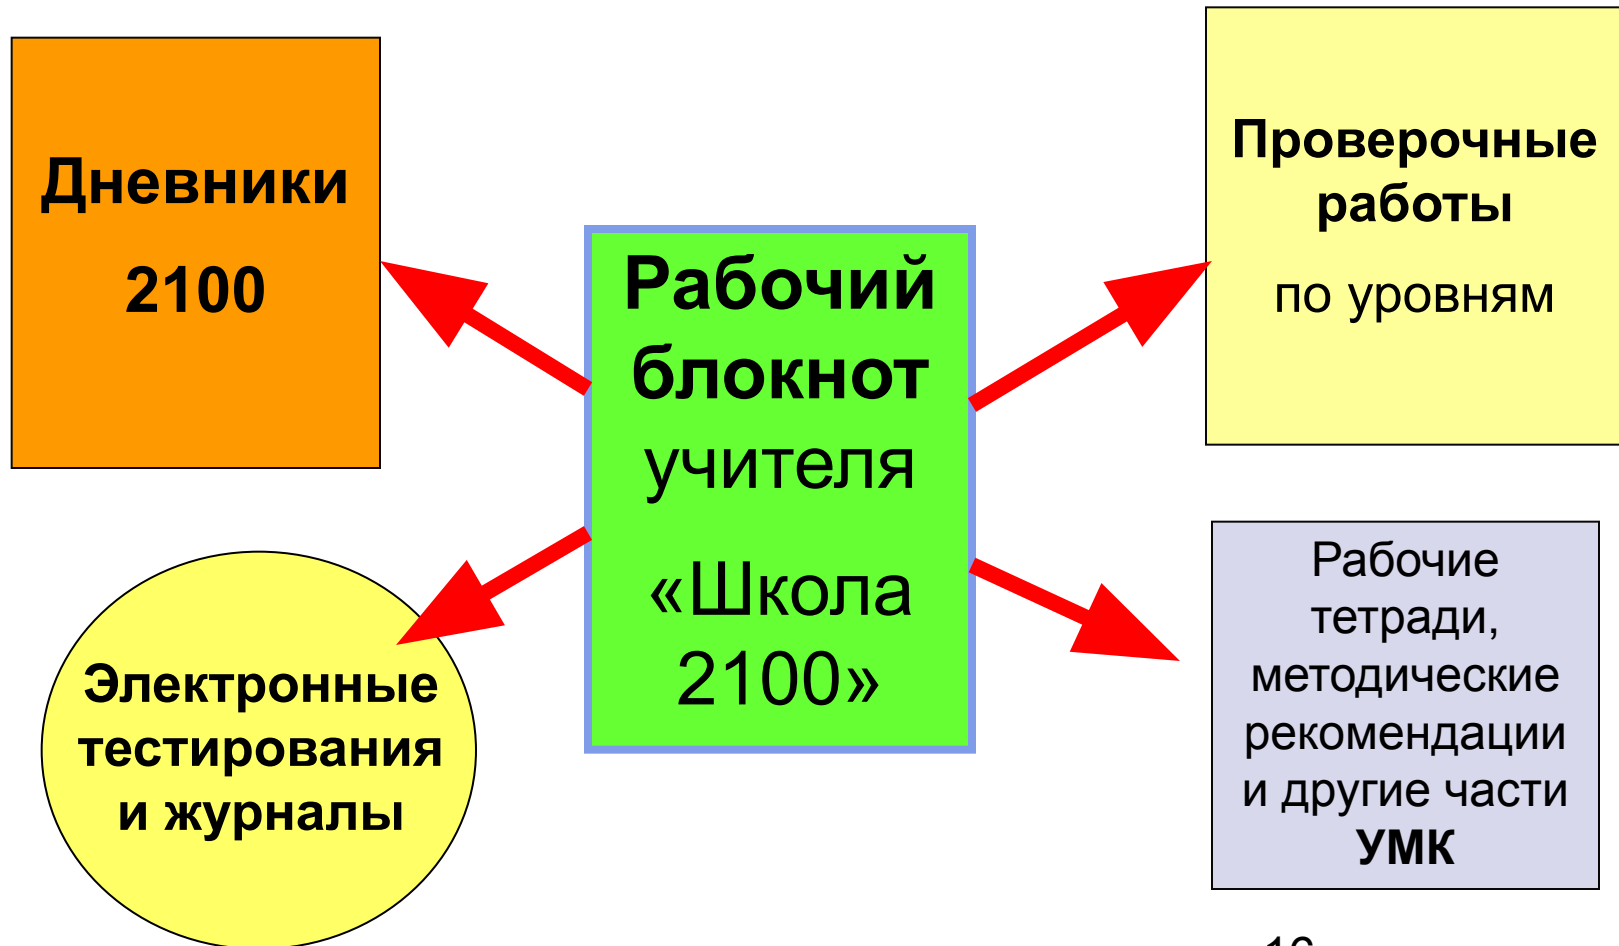 Дневники
2100
Проверочные
работы
по уровням
Рабочий
блокнот
учителя
«Школа
2100»
Электронные
тестирования
и журналы
Рабочие
тетради,
методические
рекомендации
и другие части
УМК
16